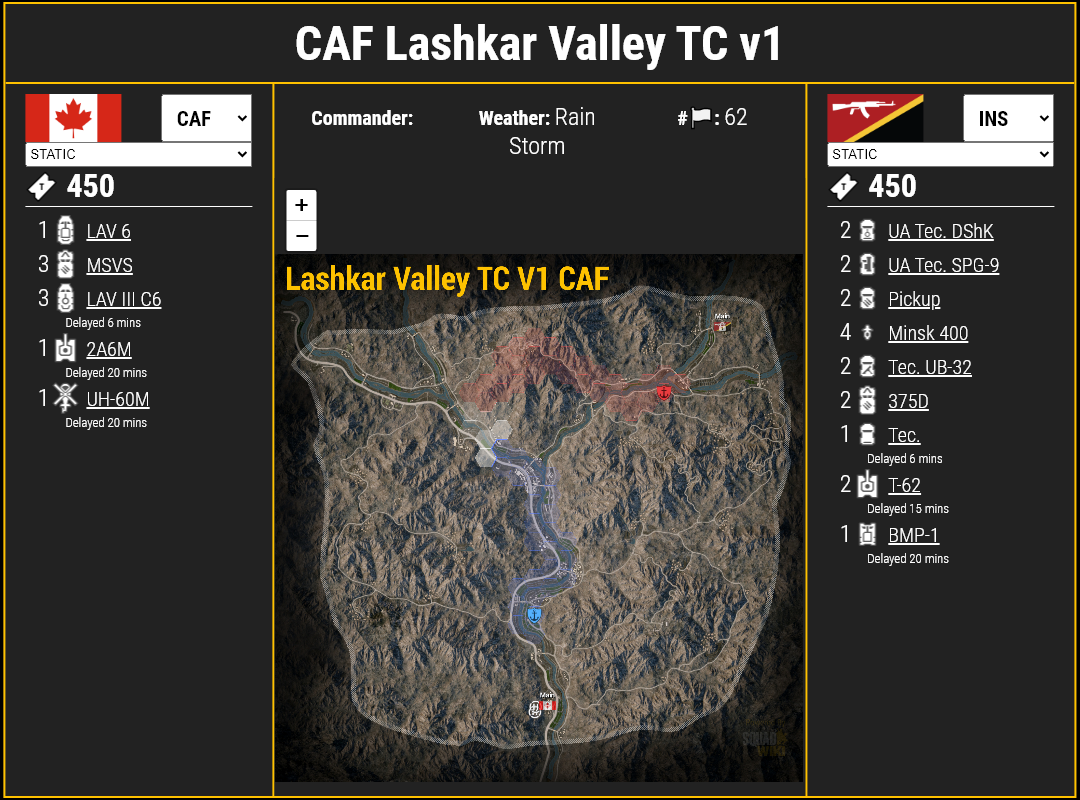 CAF Lashkar Valley TC v1
CAF
STATIC
450
1 LAV 6
3 MSVS
3 LAV III C6
Delayed 6 mins
1 2A6M
Delayed 20 mins
1 UH-60M
Delayed 20 mins
Commander:
Weather: Rain
Storm
# : 62
+
−
Lashkar Valley TC V1 CAF
Main
Main
SQUAD
INS
STATIC
450
2 UA Tec. DShK
2 UA Tec. SPG-9
2 Pickup
4 Minsk 400
2 Tec. UB-32
2 375D
1 Tec.
Delayed 6 mins
2 T-62
Delayed 15 mins
1 BMP-1
Delayed 20 mins